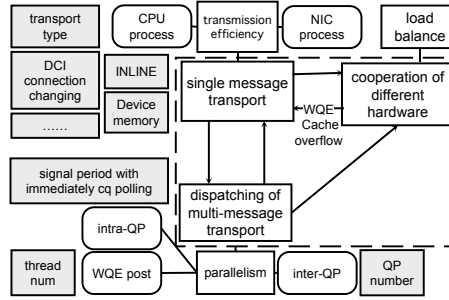 transport
type
CPU
process
transmission
efficiency
NIC
process
load
balance
DCI
connection
changing
INLINE
Device
memory
......
single message
transport
cooperation of
different
hardware
WQE
Cache
overflow
signal period with
immediately cq polling
dispatching of
multi-message
transport
intra-QP
thread
num
WQE post
parallelism
inter-QP
QP
number